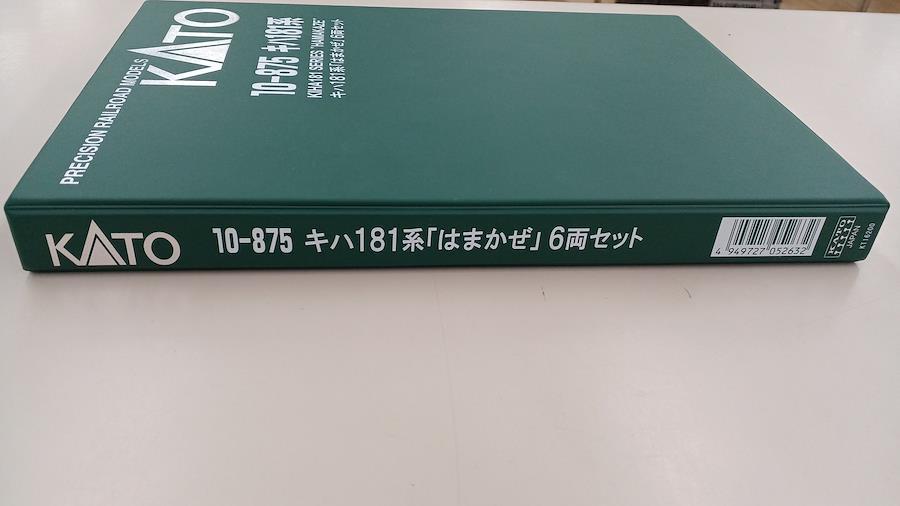 PRECISION RAILROAD MODELS
KATO
10-875 キハ181系
KIHA181 SERIES "HAMAKAZE"
キハ181系「はまかぜ」6両セット
KATO
10-875 キハ181系「はまかぜ」6両セット
4 949727 052632
KATO
JAPAN